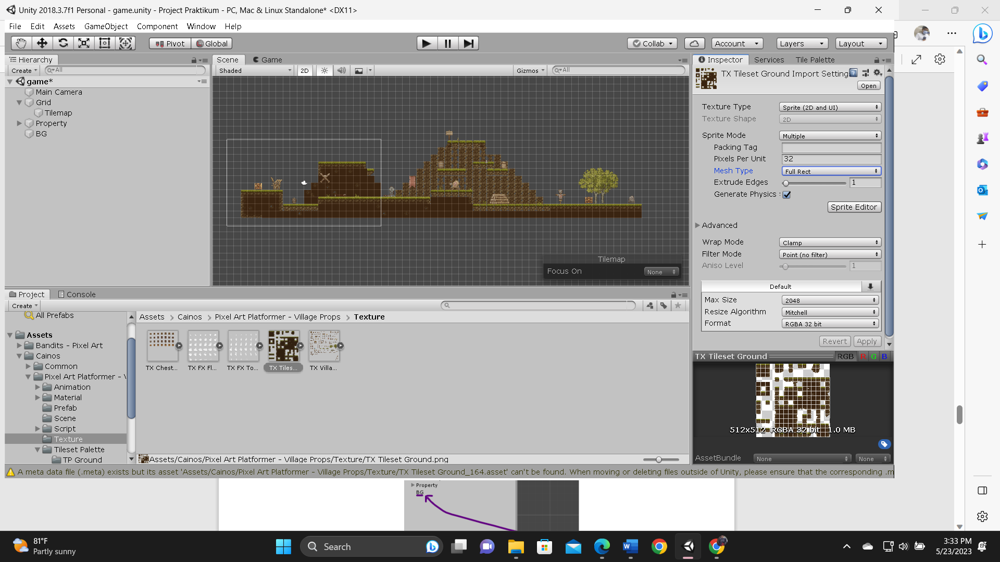 Unity 2018.3.7f1 Personal - game.unity - Project Praktikum - PC, Mac & Linux Standalone* <DX11>
File Edit Assets GameObject Component Window Help
Pivot Global Collab Account Layers Layout
Hierarchy
Create All
game*
Main Camera
Grid
Tilemap
Property
BG
Scene Game
Shaded 2D Gizmos All
Tilemap
Focus On None
Inspector Services Tile Palette
TX Tileset Ground Import Setting
Open
Texture Type Sprite (2D and UI)
Texture Shape 2D
Sprite Mode Multiple
Packing Tag
Pixels Per Unit 32
Mesh Type Full Rect
Extrude Edges 1
Generate Physics
Sprite Editor
Advanced
Wrap Mode Clamp
Filter Mode Point (no filter)
Aniso Level 1
Default
Max Size 2048
Resize Algorithm Mitchell
Format RGBA 32 bit
Revert Apply
TX Tileset Ground RGB R G B
512x512 RGBA 32 bit 1.0 MB
AssetBundle None None
Project Console
Create
All Prefabs
Assets
Bandits - Pixel Art
Cainos
Common
Pixel Art Platformer -
Animation
Material
Prefab
Scene
Script
Texture
Tileset Palette
TP Ground
Assets > Cainos > Pixel Art Platformer - Village Props > Texture
TX Chest... TX FX Fl... TX FX To... TX Tiles... TX Villa...
Assets/Cainos/Pixel Art Platformer - Village Props/Texture/TX Tileset Ground.png
A meta data file (.meta) exists but its asset 'Assets/Cainos/Pixel Art Platformer - Village Props/Texture/TX Tileset Ground_164.asset' can't be found. When moving or deleting files outside of Unity, please ensure that the corresponding .m
Property
BG
81°F
Partly sunny
Search
3:33 PM
5/23/2023